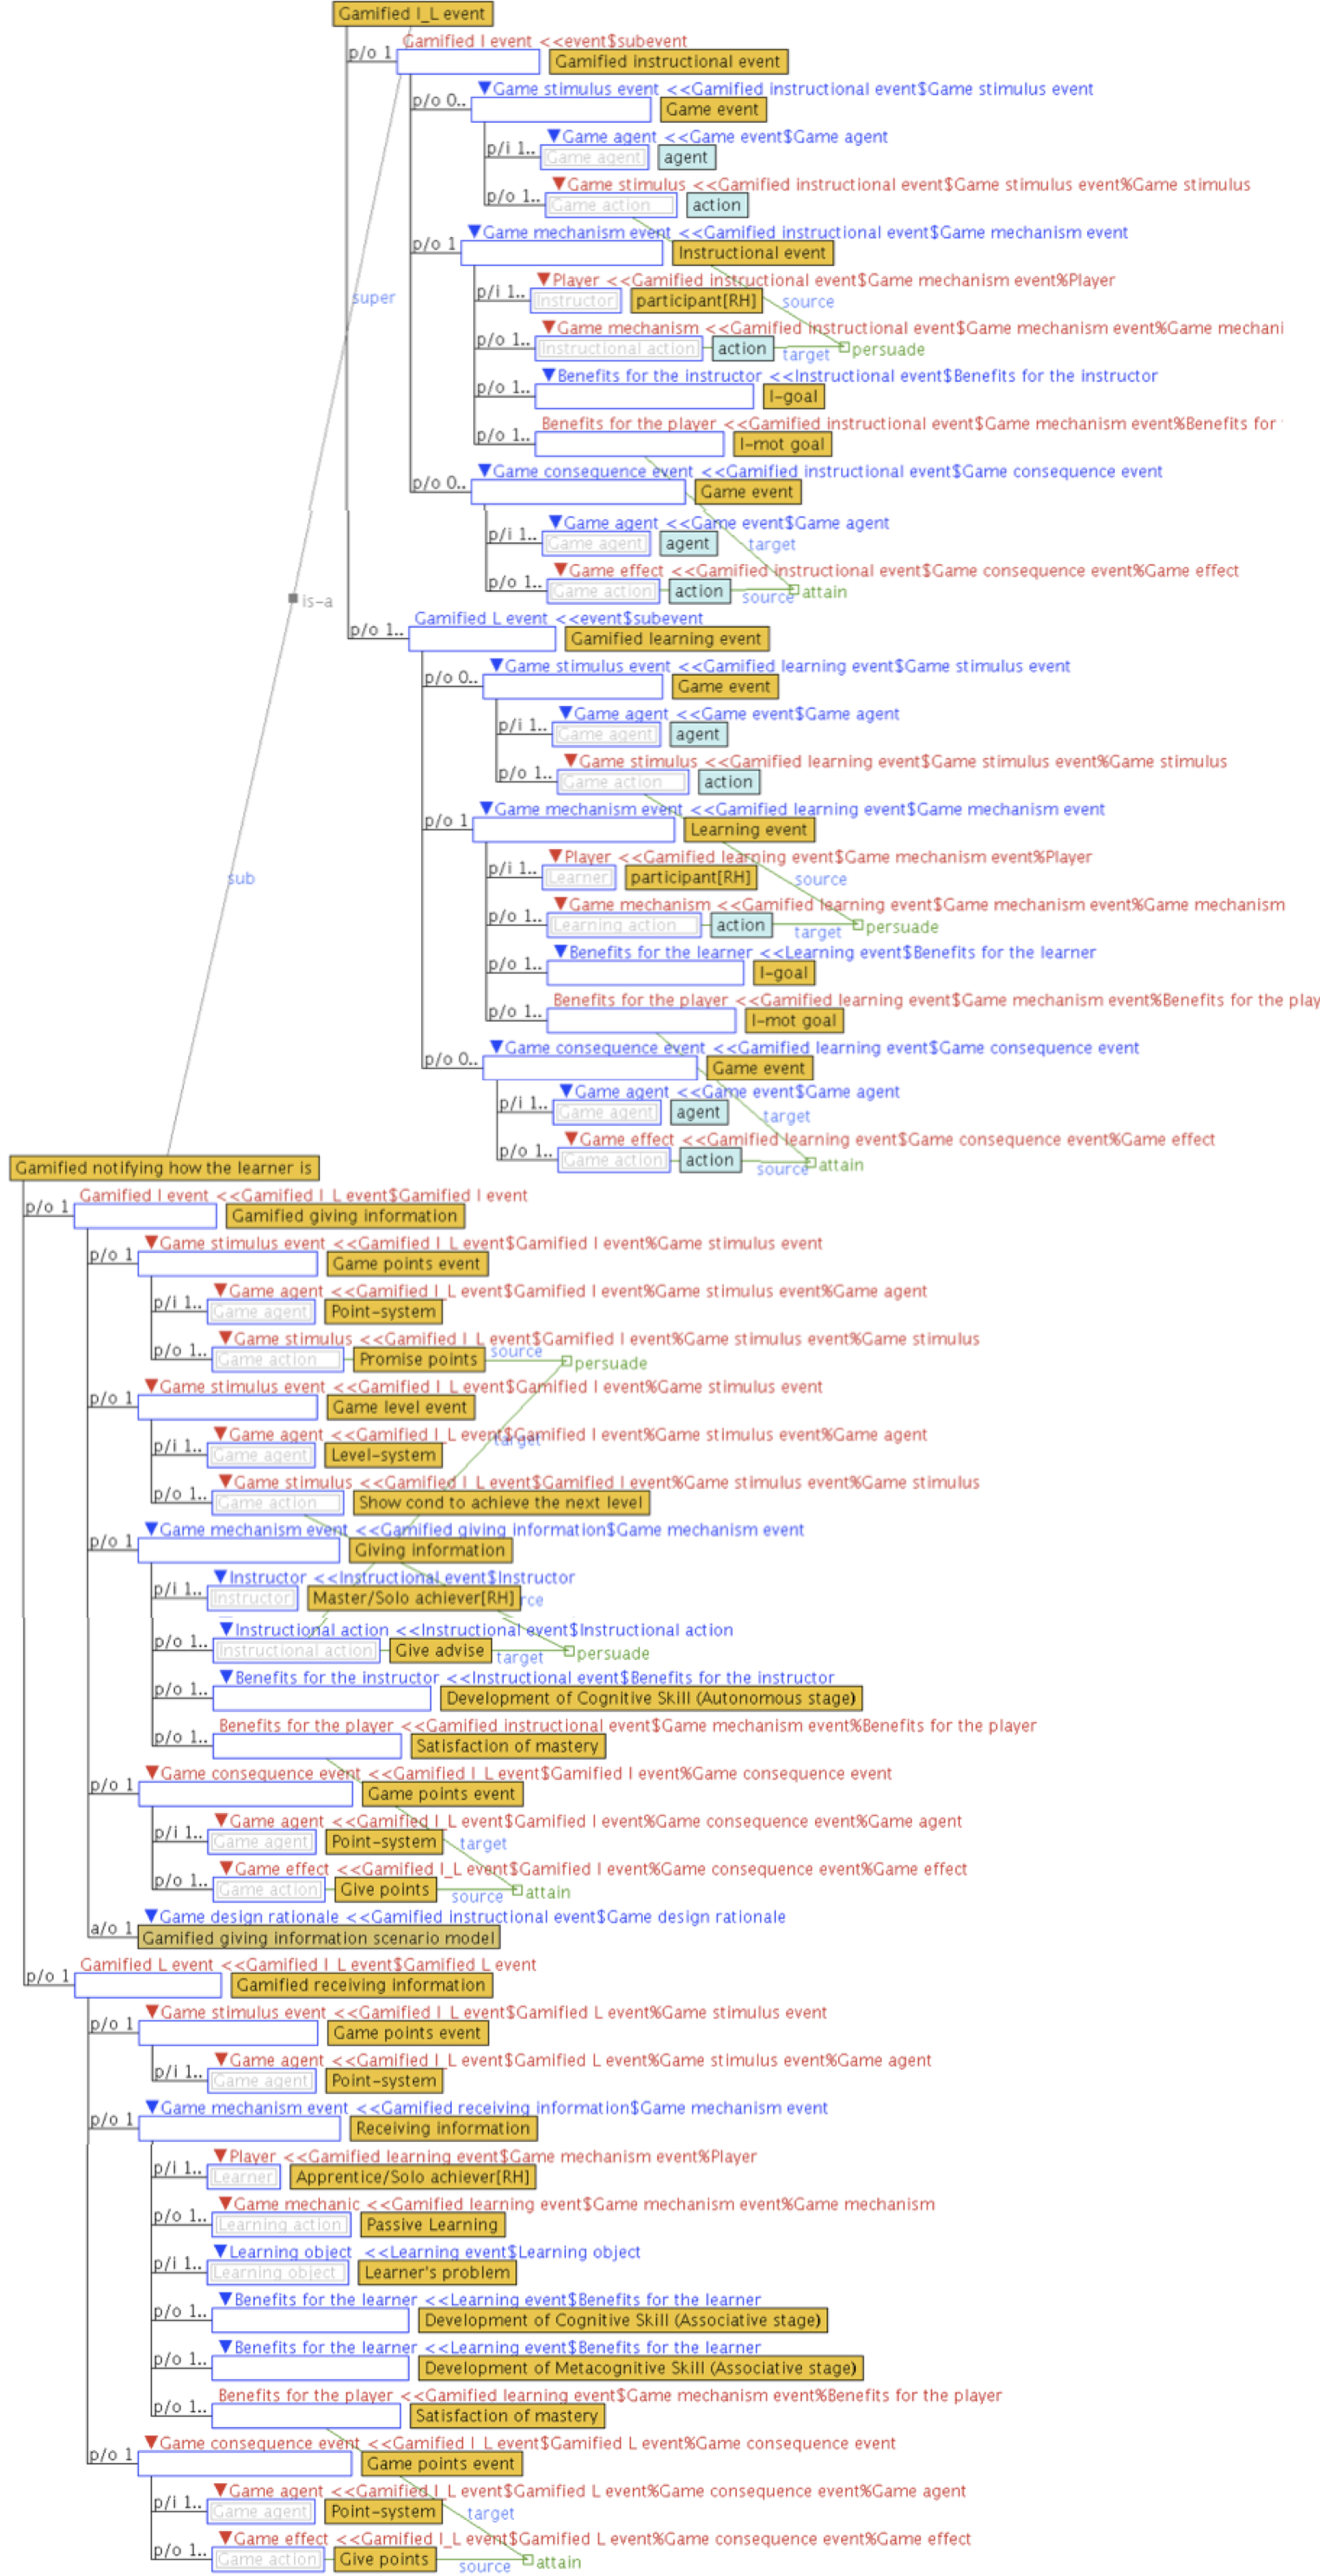 Gamified I_L event
Gamified I event <<event$subevent
p/o 1 Gamified instructional event
Game stimulus event <<Gamified instructional event$Game stimulus event
p/o 0.. Game event
Game agent <<Game event$Game agent
p/i 1.. Game agent agent
Game stimulus <<Gamified instructional event$Game stimulus event%Game stimulus
p/o 1.. Game action action
Game mechanism event <<Gamified instructional event$Game mechanism event
p/o 1 Instructional event
Player <<Gamified instructional event$Game mechanism event%Player
super p/i 1.. Instructor participant[RH] source
Game mechanism <<Gamified instructional event$Game mechanism event%Game mechani
p/o 1.. Instructional action action target persuade
Benefits for the instructor <<Instructional event$Benefits for the instructor
p/o 1.. I-goal
Benefits for the player <<Gamified instructional event$Game mechanism event%Benefits for
p/o 1.. I-mot goal
Game consequence event <<Gamified instructional event$Game consequence event
p/o 0.. Game event
Game agent <<Game event$Game agent
p/i 1.. Game agent agent target
Game effect <<Gamified instructional event$Game consequence event%Game effect
p/o 1.. Game action action source attain
is-a
Gamified L event <<event$subevent
p/o 1.. Gamified learning event
Game stimulus event <<Gamified learning event$Game stimulus event
p/o 0.. Game event
Game agent <<Game event$Game agent
p/i 1.. Game agent agent
Game stimulus <<Gamified learning event$Game stimulus event%Game stimulus
p/o 1.. Game action action
Game mechanism event <<Gamified learning event$Game mechanism event
p/o 1 Learning event
Player <<Gamified learning event$Game mechanism event%Player
sub p/i 1.. Learner participant[RH] source
Game mechanism <<Gamified learning event$Game mechanism event%Game mechanism
p/o 1.. Learning action action target persuade
Benefits for the learner <<Learning event$Benefits for the learner
p/o 1.. I-goal
Benefits for the player <<Gamified learning event$Game mechanism event%Benefits for the play
p/o 1.. I-mot goal
Game consequence event <<Gamified learning event$Game consequence event
p/o 0.. Game event
Game agent <<Game event$Game agent
p/i 1.. Game agent agent target
Game effect <<Gamified learning event$Game consequence event%Game effect
p/o 1.. Game action action source attain
Gamified notifying how the learner is
Gamified I event <<Gamified I_L event$Gamified I event
p/o 1 Gamified giving information
Game stimulus event <<Gamified I_L event$Gamified I event%Game stimulus event
p/o 1 Game points event
Game agent <<Gamified I_L event$Gamified I event%Game stimulus event%Game agent
p/i 1.. Game agent Point-system
Game stimulus <<Gamified I_L event$Gamified I event%Game stimulus event%Game stimulus
p/o 1.. Game action Promise points source persuade
Game stimulus event <<Gamified I_L event$Gamified I event%Game stimulus event
p/o 1 Game level event
Game agent <<Gamified I_L event$Gamified I event%Game stimulus event%Game agent
p/i 1.. Game agent Level-system target
Game stimulus <<Gamified I_L event$Gamified I event%Game stimulus event%Game stimulus
p/o 1.. Game action Show cond to achieve the next level
Game mechanism event <<Gamified giving information$Game mechanism event
p/o 1 Giving information
Instructor <<Instructional event$Instructor
p/i 1.. Instructor Master/Solo achiever[RH] rce
Instructional action <<Instructional event$Instructional action
p/o 1.. Instructional action Give advise target persuade
Benefits for the instructor <<Instructional event$Benefits for the instructor
p/o 1.. Development of Cognitive Skill (Autonomous stage)
Benefits for the player <<Gamified instructional event$Game mechanism event%Benefits for the player
p/o 1.. Satisfaction of mastery
Game consequence event <<Gamified I_L event$Gamified I event%Game consequence event
p/o 1 Game points event
Game agent <<Gamified I_L event$Gamified I event%Game consequence event%Game agent
p/i 1.. Game agent Point-system target
Game effect <<Gamified I_L event$Gamified I event%Game consequence event%Game effect
p/o 1.. Game action Give points source attain
Game design rationale <<Gamified instructional event$Game design rationale
a/o 1 Gamified giving information scenario model
Gamified L event <<Gamified I_L event$Gamified L event
p/o 1 Gamified receiving information
Game stimulus event <<Gamified I_L event$Gamified L event%Game stimulus event
p/o 1 Game points event
Game agent <<Gamified I_L event$Gamified L event%Game stimulus event%Game agent
p/i 1.. Game agent Point-system
Game mechanism event <<Gamified receiving information$Game mechanism event
p/o 1 Receiving information
Player <<Gamified learning event$Game mechanism event%Player
p/i 1.. Learner Apprentice/Solo achiever[RH]
Game mechanic <<Gamified learning event$Game mechanism event%Game mechanism
p/o 1.. Learning action Passive Learning
Learning object <<Learning event$Learning object
p/i 1.. Learning object Learner's problem
Benefits for the learner <<Learning event$Benefits for the learner
p/o 1.. Development of Cognitive Skill (Associative stage)
Benefits for the learner <<Learning event$Benefits for the learner
p/o 1.. Development of Metacognitive Skill (Associative stage)
Benefits for the player <<Gamified learning event$Game mechanism event%Benefits for the player
p/o 1.. Satisfaction of mastery
Game consequence event <<Gamified I_L event$Gamified L event%Game consequence event
p/o 1 Game points event
Game agent <<Gamified I_L event$Gamified L event%Game consequence event%Game agent
p/i 1.. Game agent Point-system target
Game effect <<Gamified I_L event$Gamified L event%Game consequence event%Game effect
p/o 1.. Game action Give points source attain